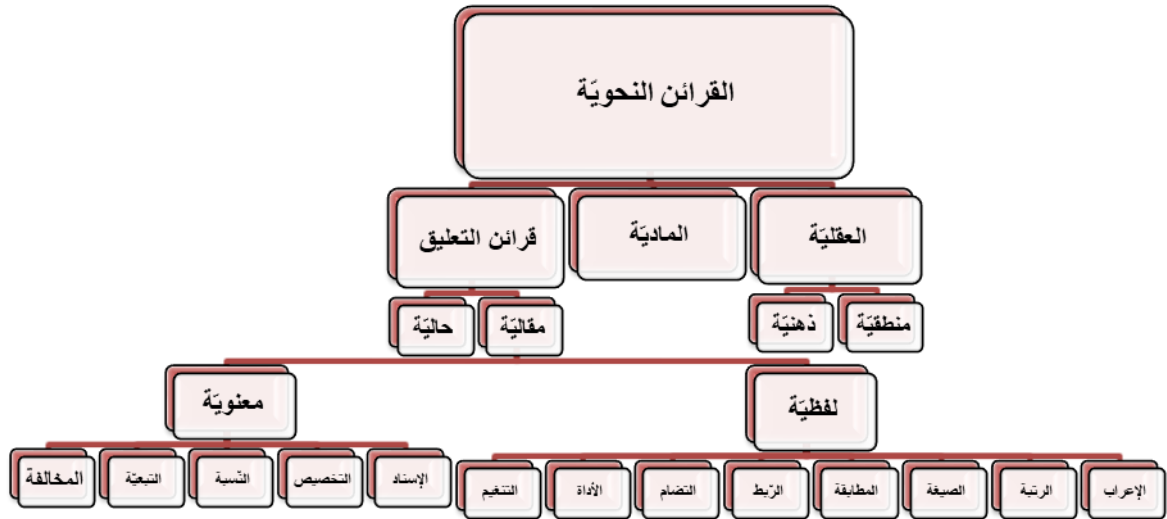 القرائن النحويّة
العقليّة
الماديّة
قرائن التعليق
منطقيّة
ذهنيّة
مقاليّة
حاليّة
لفظيّة
معنويّة
الإعراب
الرتبة
الصيغة
المطابقة
الرّبط
التضام
الأداة
التنغيم
الإسناد
التخصيص
النّسبة
التبعيّة
المخالفة